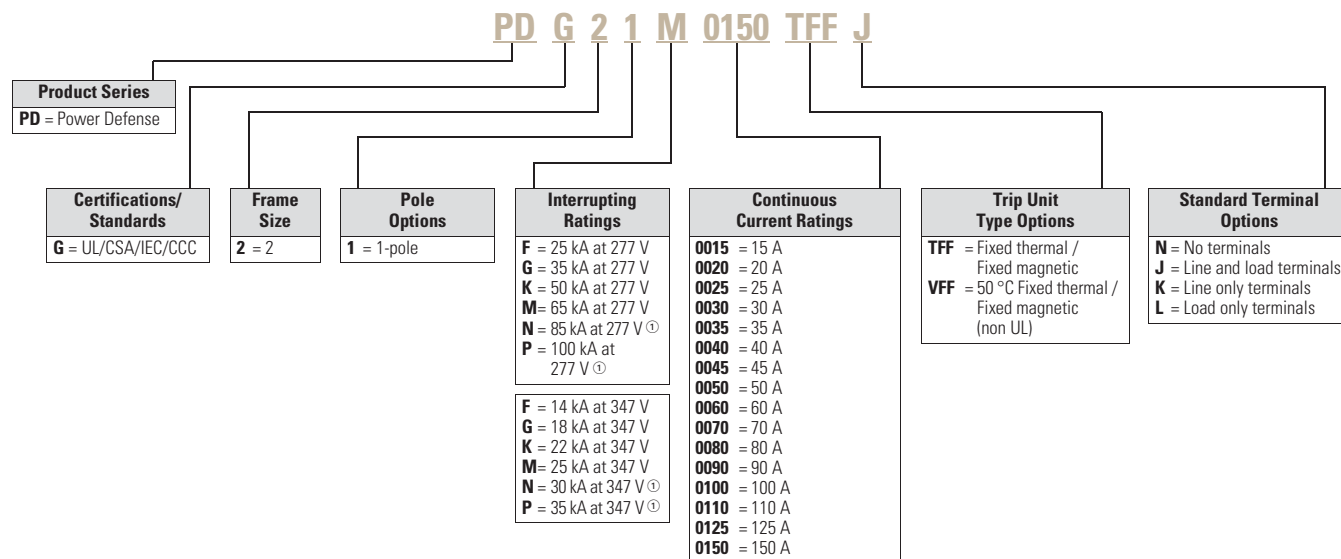 PD G 2 1 M 0150 TFF J
Product Series
PD = Power Defense
Certifications/
Standards
G = UL/CSA/IEC/CCC
Frame
Size
2 = 2
Pole
Options
1 = 1-pole
Interrupting
Ratings
F = 25 kA at 277 V
G = 35 kA at 277 V
K = 50 kA at 277 V
M= 65 kA at 277 V
N = 85 kA at 277 V ①
P = 100 kA at
277 V ①
F = 14 kA at 347 V
G = 18 kA at 347 V
K = 22 kA at 347 V
M= 25 kA at 347 V
N = 30 kA at 347 V ①
P = 35 kA at 347 V ①
Continuous
Current Ratings
0015 = 15 A
0020 = 20 A
0025 = 25 A
0030 = 30 A
0035 = 35 A
0040 = 40 A
0045 = 45 A
0050 = 50 A
0060 = 60 A
0070 = 70 A
0080 = 80 A
0090 = 90 A
0100 = 100 A
0110 = 110 A
0125 = 125 A
0150 = 150 A
Trip Unit
Type Options
TFF = Fixed thermal /
Fixed magnetic
VFF = 50 °C Fixed thermal /
Fixed magnetic
(non UL)
Standard Terminal
Options
N = No terminals
J = Line and load terminals
K = Line only terminals
L = Load only terminals